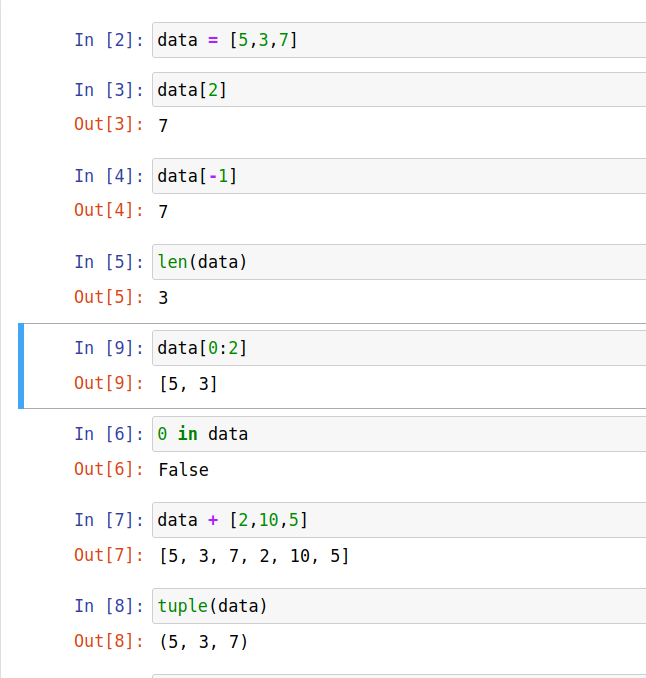 In [2]: data = [5,3,7]
In [3]: data[2]
Out[3]: 7
In [4]: data[-1]
Out[4]: 7
In [5]: len(data)
Out[5]: 3
In [9]: data[0:2]
Out[9]: [5, 3]
In [6]: 0 in data
Out[6]: False
In [7]: data + [2,10,5]
Out[7]: [5, 3, 7, 2, 10, 5]
In [8]: tuple(data)
Out[8]: (5, 3, 7)